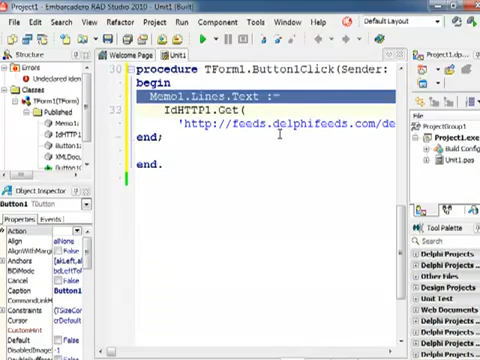 Project1 - Embarcadero RAD Studio 2010 - Unit1 [Built]
File Edit Search View Refactor Project Run Component Tools Window Help Default Layout
Structure
Errors
Undeclared iden
Classes
TForm1(TForm)
Published
Memo1
IdHTTP1
Button1
XMLDoc
Welcome Page Unit1
30 procedure TForm1.Button1Click(Sender:
begin
Memo1.Lines.Text :=
33 IdHTTP1.Get(
'http://feeds.delphifeeds.com/de
end;
end.
Object Inspector
Button1 TButton
Properties Events
Action
Align alNone
AlignWithMargi False
Anchors [akLeft,ak
BiDiMode bdLeftTo
Cancel False
Caption Button1
CommandLinkH
Constraints (TSizeCon
Cursor crDefault
CustomHint
Default False
DisabledImageI -1
Project1.dp...
File
ProjectGroup1
Project1.exe
Build Config
Unit1.pas
Tool Palette
Search
Delphi Projects
Delphi Projects
Other Files
Design Projects
Unit Test
Web Documents
Delphi Projects
Delphi Projects
Delphi Projects
Delphi Projects